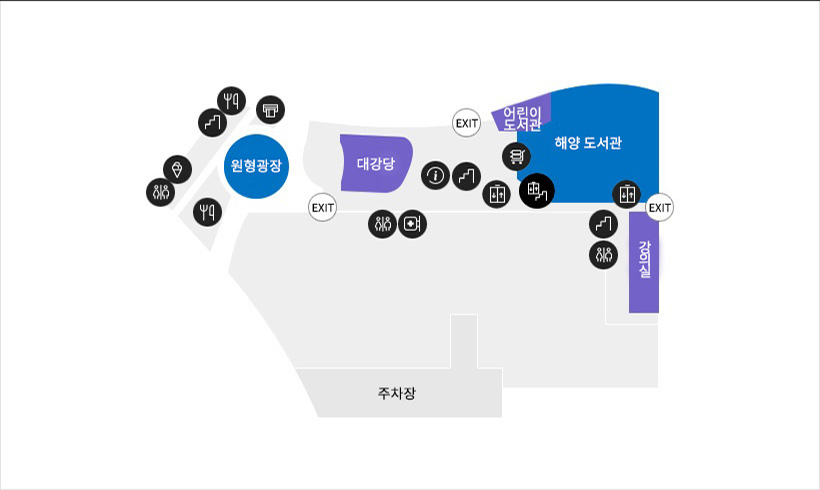 어린이
도서관
EXIT
해양 도서관
원형광장
대강당
EXIT
EXIT
강의실
주차장